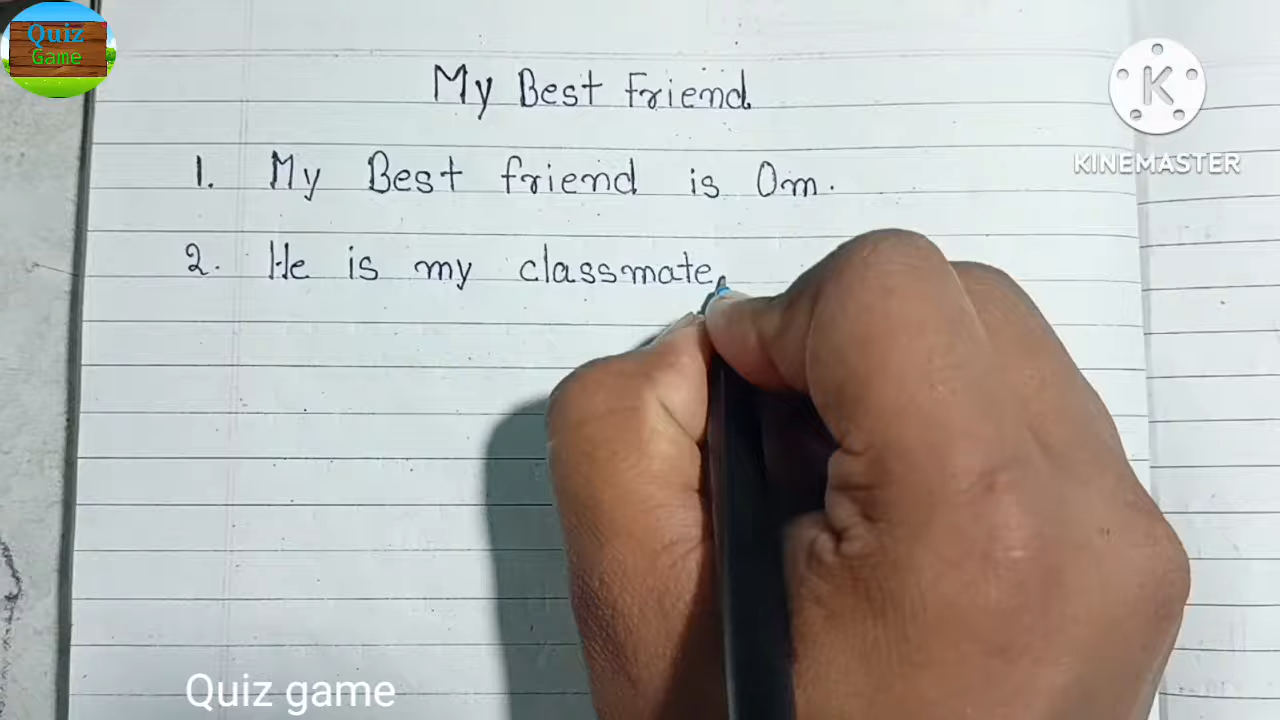 Quiz
Game
My Best Friend
K
KINEMASTER
1. My Best friend is Om.
2. He is my classmate.
Quiz game